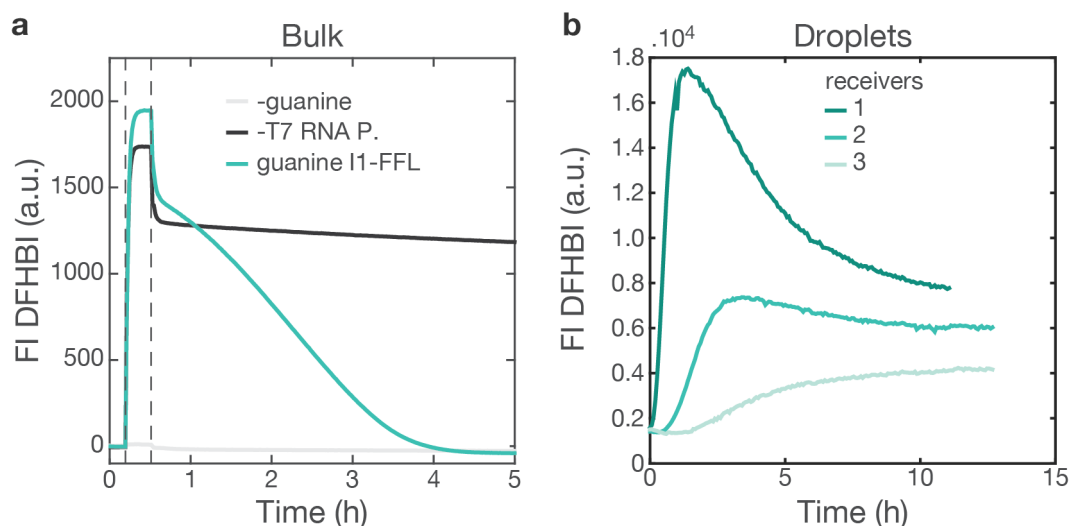 a
Bulk
FI DFHBI (a.u.)
2000
1500
1000
500
0
-guanine
-T7 RNA P.
guanine I1-FFL
0 1 2 3 4 5
Time (h)
b
.10⁴
Droplets
FI DFHBI (a.u.)
1.8
1.6
1.4
1.2
1.0
0.8
0.6
0.4
0.2
0
receivers
1
2
3
0 5 10 15
Time (h)